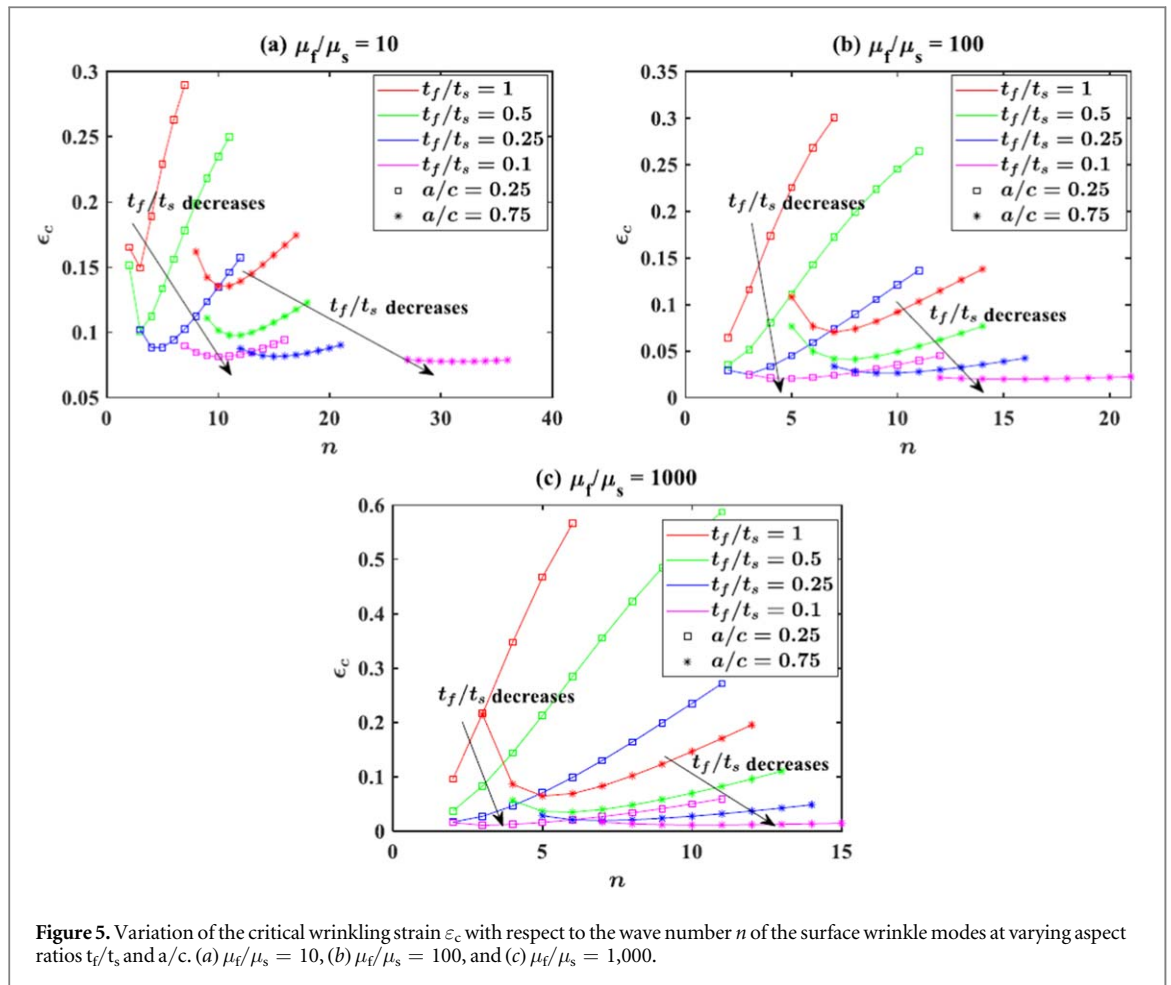 (a) μf/μs = 10
0.3
0.25
0.2
0.15
0.1
0.05
εc
0
10
20
30
40
n
tf/ts = 1
tf/ts = 0.5
tf/ts = 0.25
tf/ts = 0.1
a/c = 0.25
a/c = 0.75
tf/ts decreases
tf/ts decreases
(b) μf/μs = 100
0.35
0.3
0.25
0.2
0.15
0.1
0.05
0
εc
0
5
10
15
20
n
tf/ts = 1
tf/ts = 0.5
tf/ts = 0.25
tf/ts = 0.1
a/c = 0.25
a/c = 0.75
tf/ts decreases
tf/ts decreases
(c) μf/μs = 1000
0.6
0.5
0.4
0.3
0.2
0.1
0
εc
0
5
10
15
n
tf/ts = 1
tf/ts = 0.5
tf/ts = 0.25
tf/ts = 0.1
a/c = 0.25
a/c = 0.75
tf/ts decreases
tf/ts decreases
Figure 5. Variation of the critical wrinkling strain εc with respect to the wave number n of the surface wrinkle modes at varying aspect
ratios tf/ts and a/c. (a) μf/μs = 10, (b) μf/μs = 100, and (c) μf/μs = 1,000.